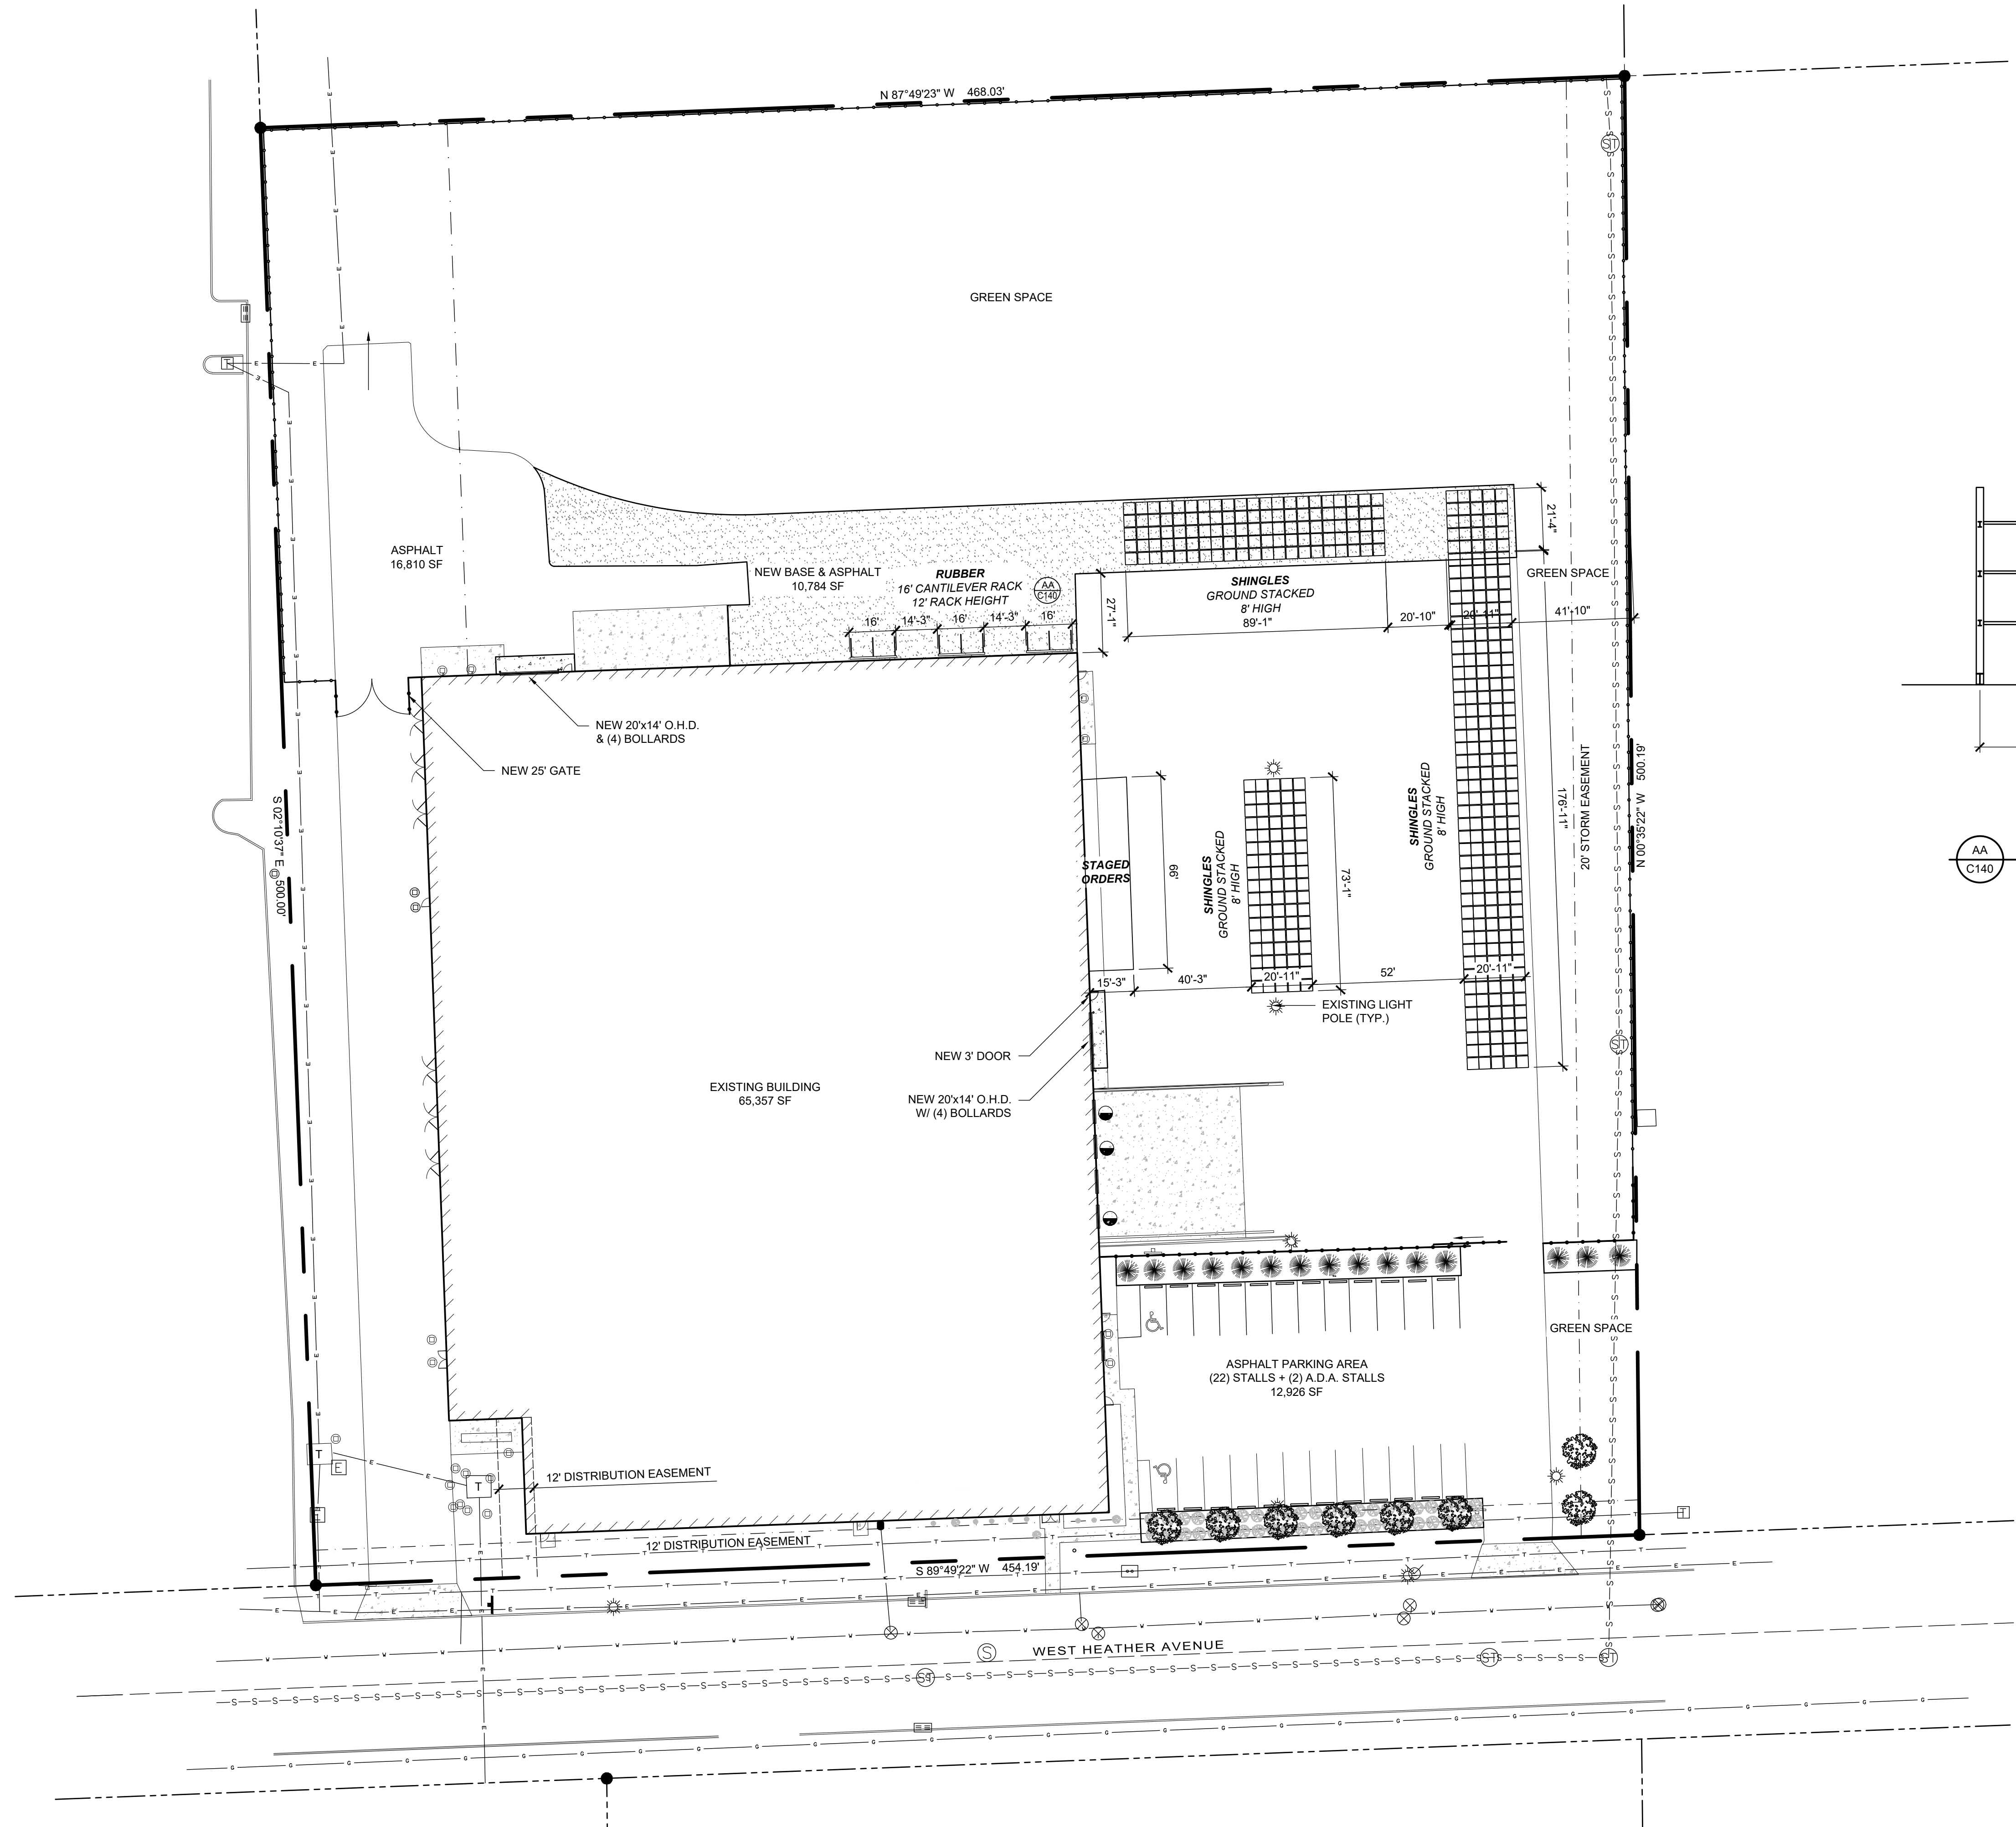 N 87°49'23" W 468.03'
GREEN SPACE
ASPHALT
16,810 SF
NEW BASE & ASPHALT
10,784 SF
RUBBER
16' CANTILEVER RACK
12' RACK HEIGHT
AA
C140
16'
14'-3"
16'
14'-3"
16'
27'-1"
SHINGLES
GROUND STACKED
8' HIGH
89'-1"
20'-10"
20'-11"
41'-10"
21'-4"
GREEN SPACE
NEW 20'x14' O.H.D.
& (4) BOLLARDS
NEW 25' GATE
S 02°10'37" E 500.00'
STAGED
ORDERS
66'
SHINGLES
GROUND STACKED
8' HIGH
73'-1"
SHINGLES
GROUND STACKED
8' HIGH
176'-11"
20' STORM EASEMENT
N 00°35'22" W 500.19'
AA
C140
15'-3"
40'-3"
20'-11"
52'
20'-11"
EXISTING LIGHT
POLE (TYP.)
NEW 3' DOOR
NEW 20'x14' O.H.D.
W/ (4) BOLLARDS
EXISTING BUILDING
65,357 SF
GREEN SPACE
ASPHALT PARKING AREA
(22) STALLS + (2) A.D.A. STALLS
12,926 SF
12' DISTRIBUTION EASEMENT
12' DISTRIBUTION EASEMENT
S 89°49'22" W 454.19'
WEST HEATHER AVENUE